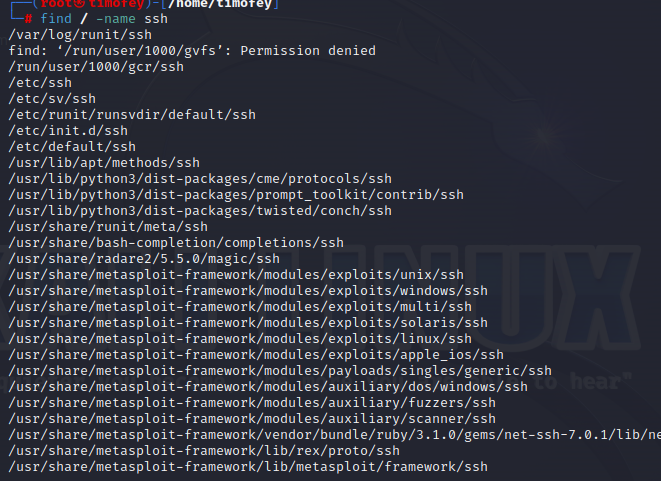 ┌──(root㉿timofey)-[/home/timofey]
└─# find / -name ssh
/var/log/runit/ssh
find: ‘/run/user/1000/gvfs’: Permission denied
/run/user/1000/gcr/ssh
/etc/ssh
/etc/sv/ssh
/etc/runit/runsvdir/default/ssh
/etc/init.d/ssh
/etc/default/ssh
/usr/lib/apt/methods/ssh
/usr/lib/python3/dist-packages/cme/protocols/ssh
/usr/lib/python3/dist-packages/prompt_toolkit/contrib/ssh
/usr/lib/python3/dist-packages/twisted/conch/ssh
/usr/share/runit/meta/ssh
/usr/share/bash-completion/completions/ssh
/usr/share/radare2/5.5.0/magic/ssh
/usr/share/metasploit-framework/modules/exploits/unix/ssh
/usr/share/metasploit-framework/modules/exploits/windows/ssh
/usr/share/metasploit-framework/modules/exploits/multi/ssh
/usr/share/metasploit-framework/modules/exploits/solaris/ssh
/usr/share/metasploit-framework/modules/exploits/linux/ssh
/usr/share/metasploit-framework/modules/exploits/apple_ios/ssh
/usr/share/metasploit-framework/modules/payloads/singles/generic/ssh
/usr/share/metasploit-framework/modules/auxiliary/dos/windows/ssh
/usr/share/metasploit-framework/modules/auxiliary/fuzzers/ssh
/usr/share/metasploit-framework/modules/auxiliary/scanner/ssh
/usr/share/metasploit-framework/vendor/bundle/ruby/3.1.0/gems/net-ssh-7.0.1/lib/ne
/usr/share/metasploit-framework/lib/rex/proto/ssh
/usr/share/metasploit-framework/lib/metasploit/framework/ssh
to hear"